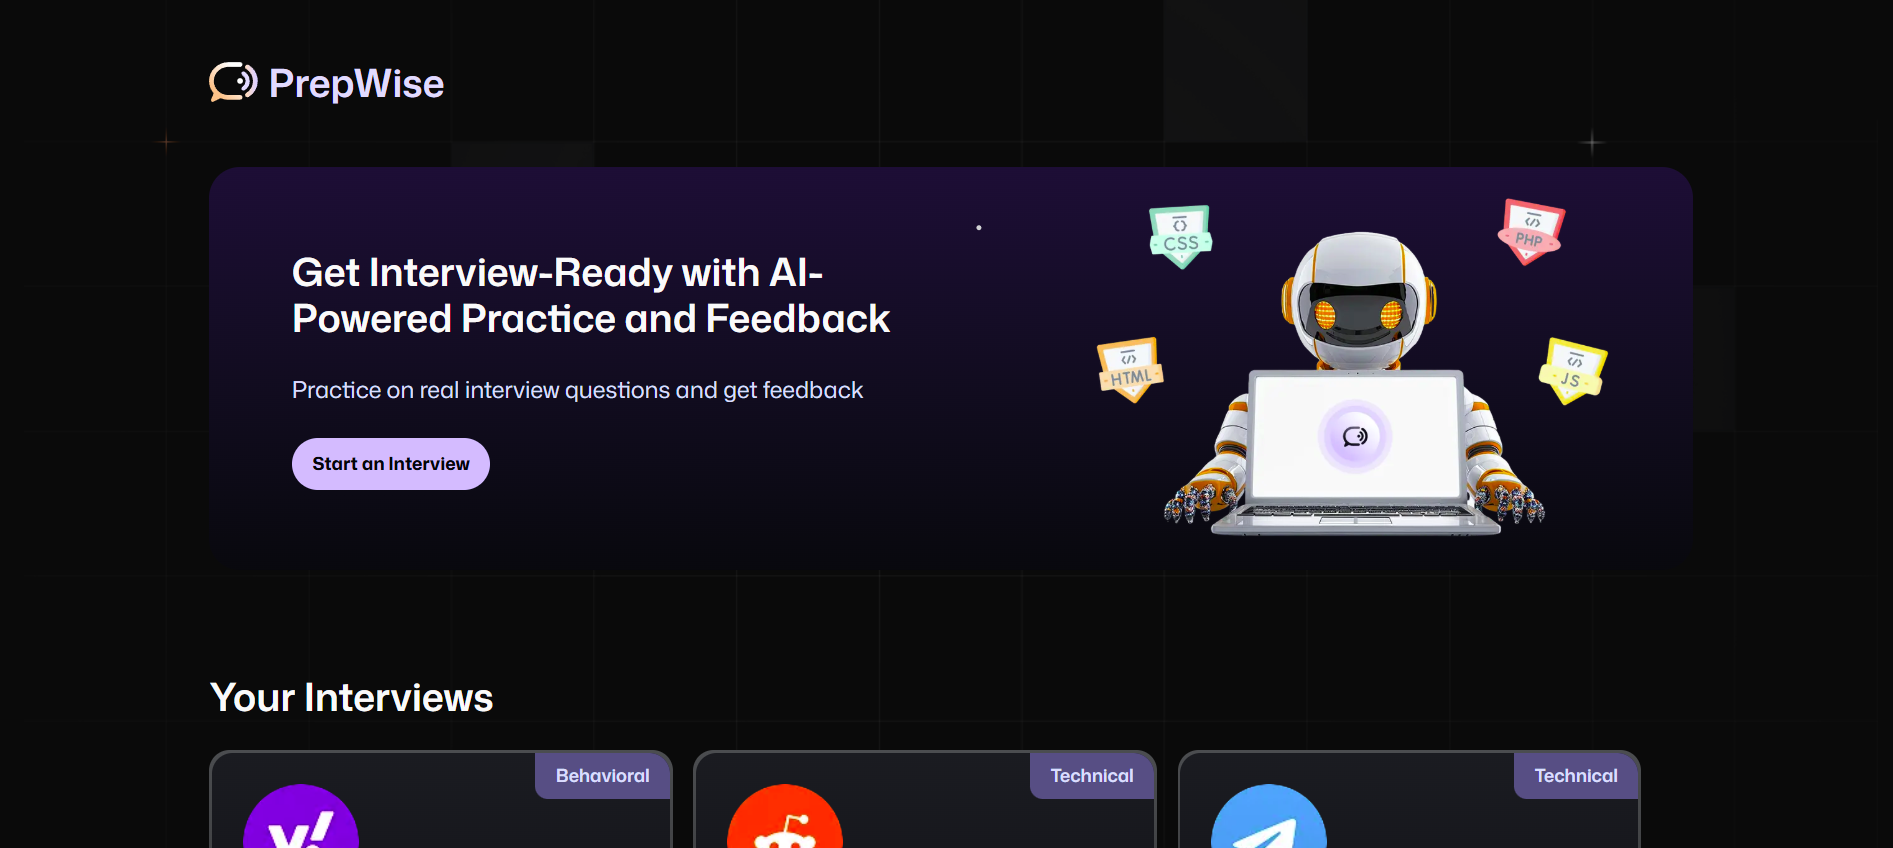 PrepWise
Get Interview-Ready with AI-
Powered Practice and Feedback
Practice on real interview questions and get feedback
Start an Interview
CSS
PHP
HTML
JS
Your Interviews
Behavioral
Technical
Technical